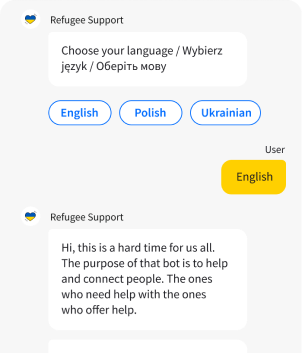 Refugee Support
Choose your language / Wybierz
język / Оберіть мову
English
Polish
Ukrainian
User
English
Refugee Support
Hi, this is a hard time for us all.
The purpose of that bot is to help
and connect people. The ones
who need help with the ones
who offer help.